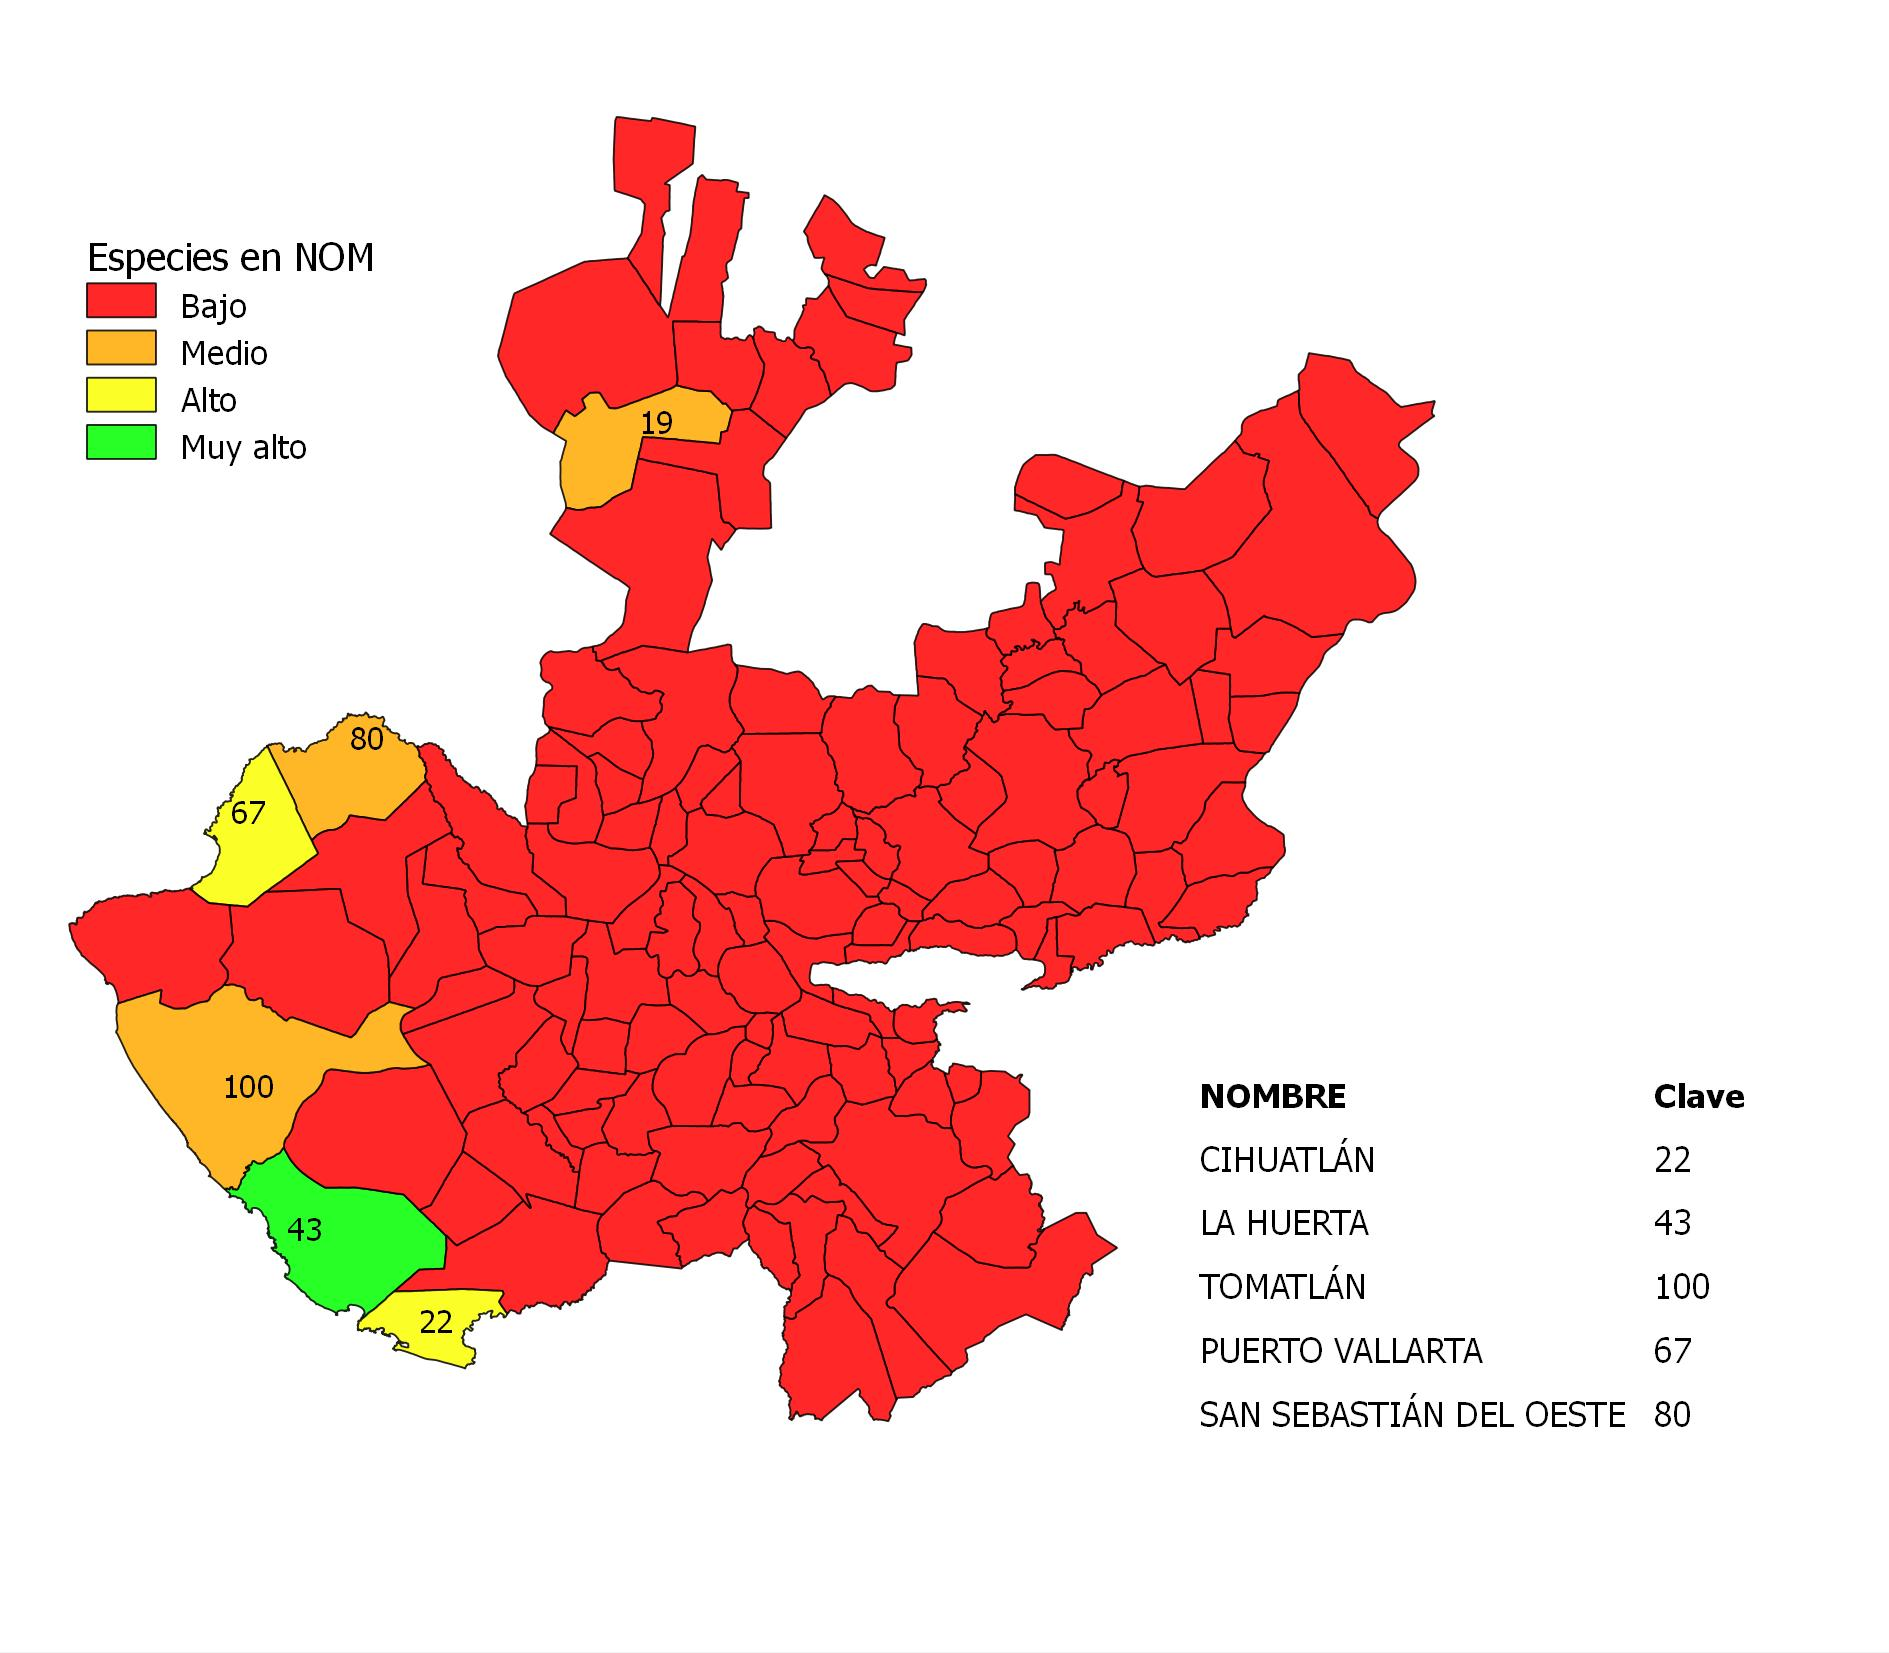 Especies en NOM
Bajo
Medio
Alto
Muy alto
19
80
67
100
43
22
NOMBRE Clave
CIHUATLÁN 22
LA HUERTA 43
TOMATLÁN 100
PUERTO VALLARTA 67
SAN SEBASTIÁN DEL OESTE 80